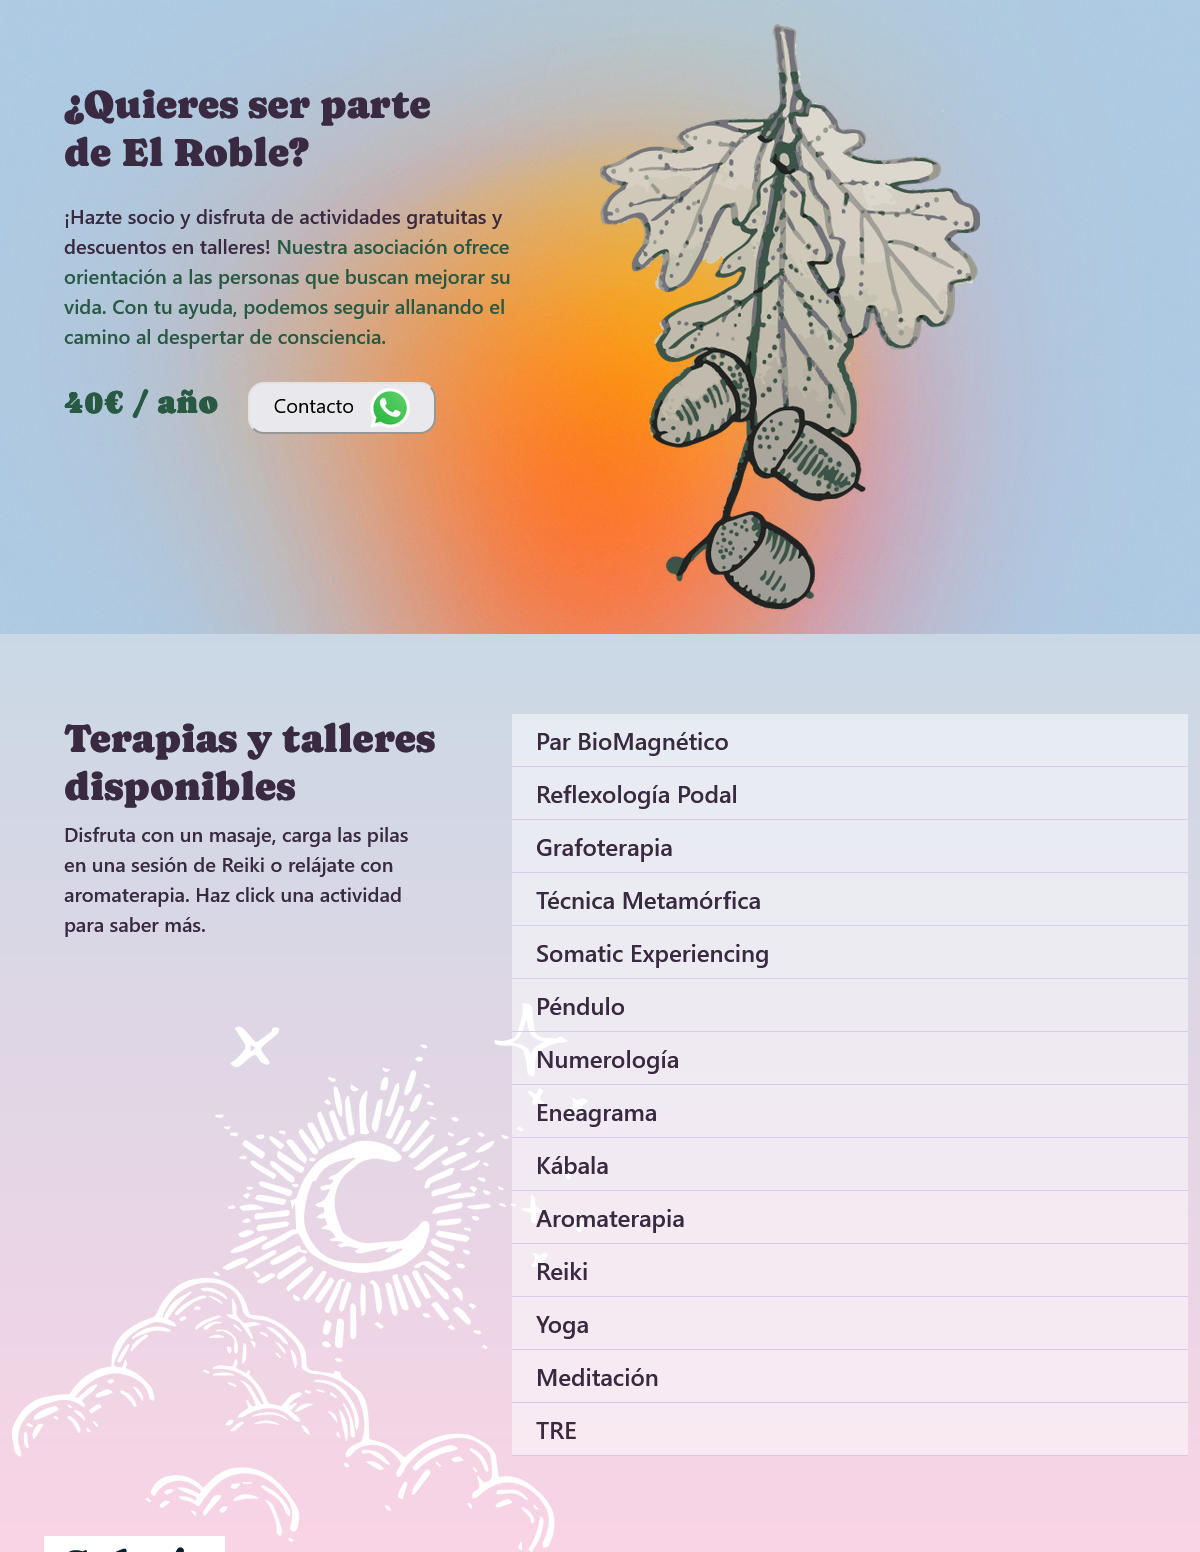 ¿Quieres ser parte
de El Roble?
¡Hazte socio y disfruta de actividades gratuitas y
descuentos en talleres! Nuestra asociación ofrece
orientación a las personas que buscan mejorar su
vida. Con tu ayuda, podemos seguir allanando el
camino al despertar de consciencia.
40€ / año
Contacto
Terapias y talleres
disponibles
Disfruta con un masaje, carga las pilas
en una sesión de Reiki o relájate con
aromaterapia. Haz click una actividad
para saber más.
Par BioMagnético
Reflexología Podal
Grafoterapia
Técnica Metamórfica
Somatic Experiencing
Péndulo
Numerología
Eneagrama
Kábala
Aromaterapia
Reiki
Yoga
Meditación
TRE